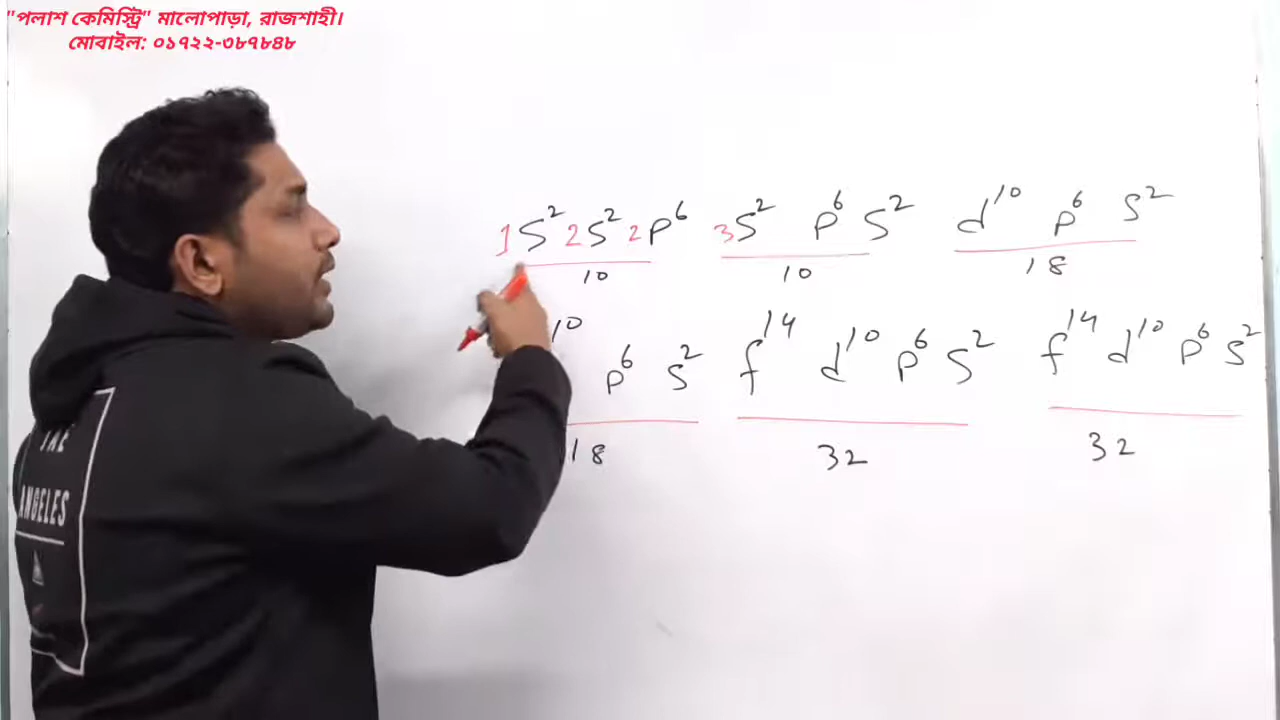 "পলাশ কেমিস্ট্রি" মালোপাড়া, রাজশাহী।
মোবাইল: ০১৭২২-৩৮৭৮৪৮
1S² 2S² 2P⁶ 3S² P⁶ S² d¹⁰ P⁶ S²
10 10 18
10 P⁶ S² f¹⁴ d¹⁰ P⁶ S² f¹⁴ d¹⁰ P⁶ S²
18 32 32
ANGELES